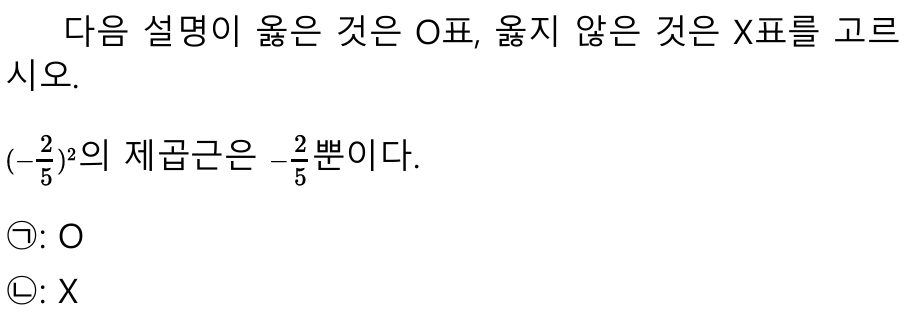 다음 설명이 옳은 것은 O표, 옳지 않은 것은 X표를 고르
시오.
(-\frac{2}{5})^2의 제곱근은 -\frac{2}{5}뿐이다.
㉠: O
㉡: X